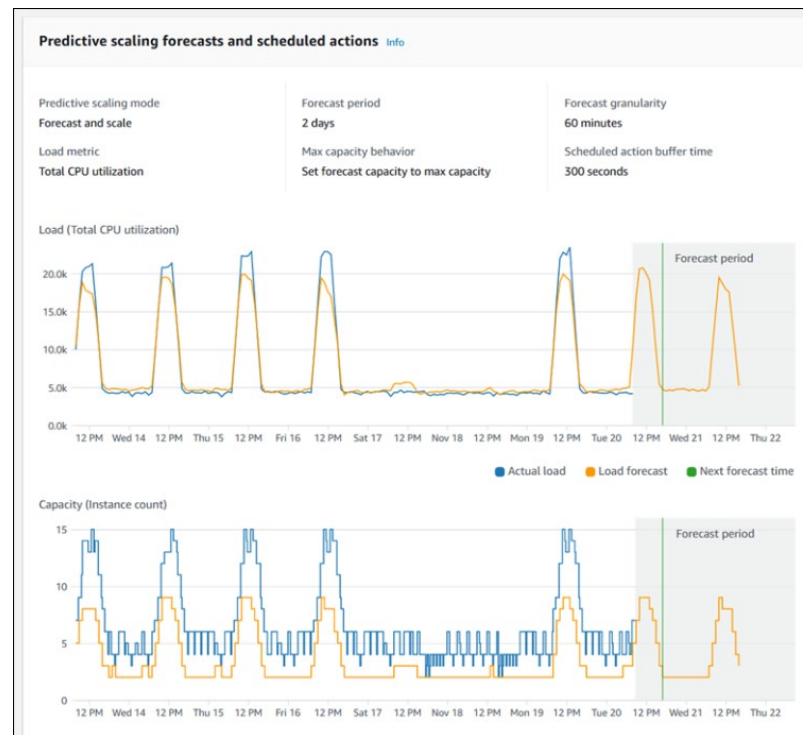 Predictive scaling forecasts and scheduled actions Info
Predictive scaling mode
Forecast and scale
Forecast period
2 days
Forecast granularity
60 minutes
Load metric
Total CPU utilization
Max capacity behavior
Set forecast capacity to max capacity
Scheduled action buffer time
300 seconds
Load (Total CPU utilization)
Forecast period
20.0k
15.0k
10.0k
5.0k
0.0k
12 PM Wed 14 12 PM Thu 15 12 PM Fri 16 12 PM Sat 17 12 PM Nov 18 12 PM Mon 19 12 PM Tue 20 12 PM Wed 21 12 PM Thu 22
Actual load Load forecast Next forecast time
Capacity (Instance count)
15
Forecast period
10
5
0
12 PM Wed 14 12 PM Thu 15 12 PM Fri 16 12 PM Sat 17 12 PM Nov 18 12 PM Mon 19 12 PM Tue 20 12 PM Wed 21 12 PM Thu 22